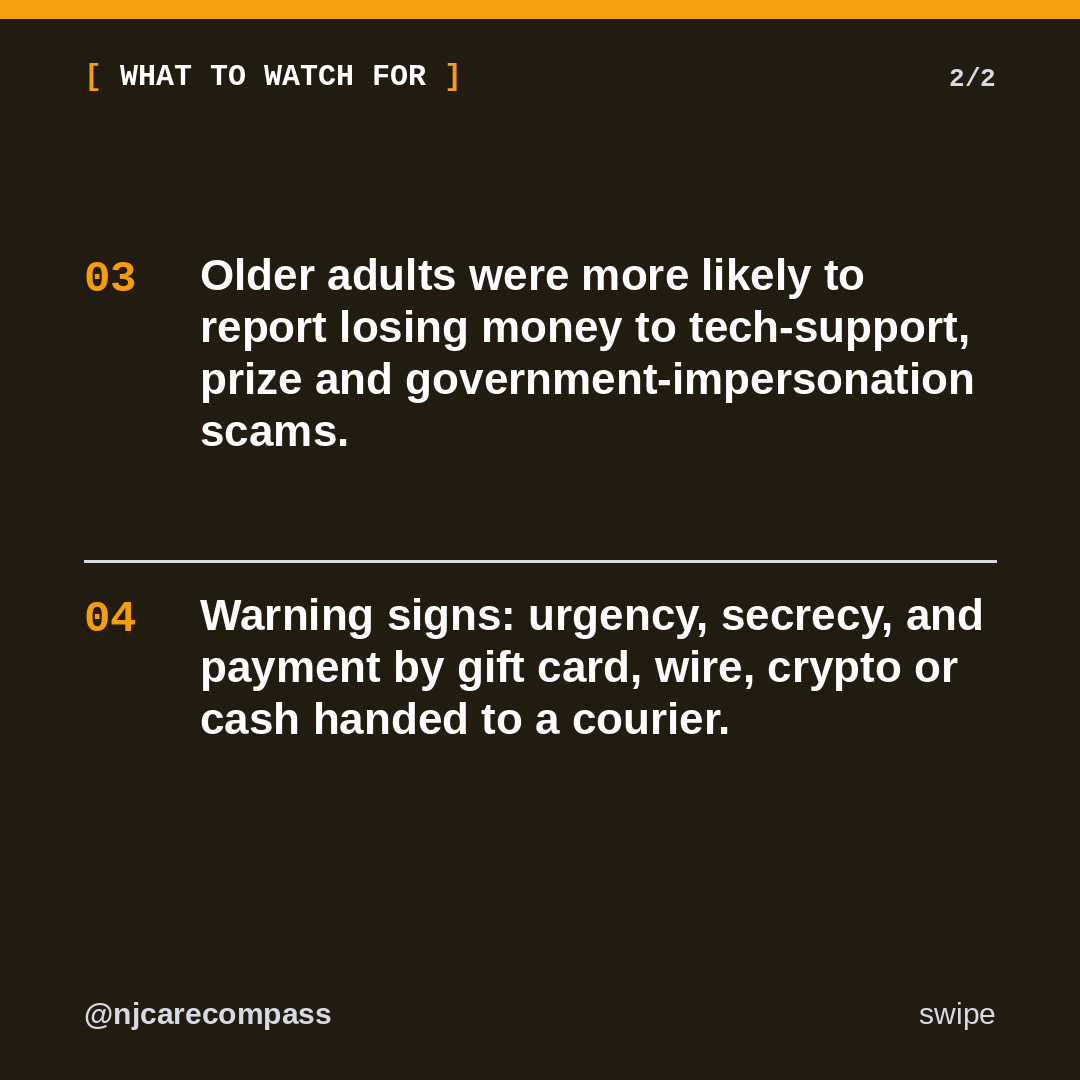 [ WHAT TO WATCH FOR ]
2/2
03
Older adults were more likely to
report losing money to tech-support,
prize and government-impersonation
scams.
04
Warning signs: urgency, secrecy, and
payment by gift card, wire, crypto or
cash handed to a courier.
@njcarecompass
swipe